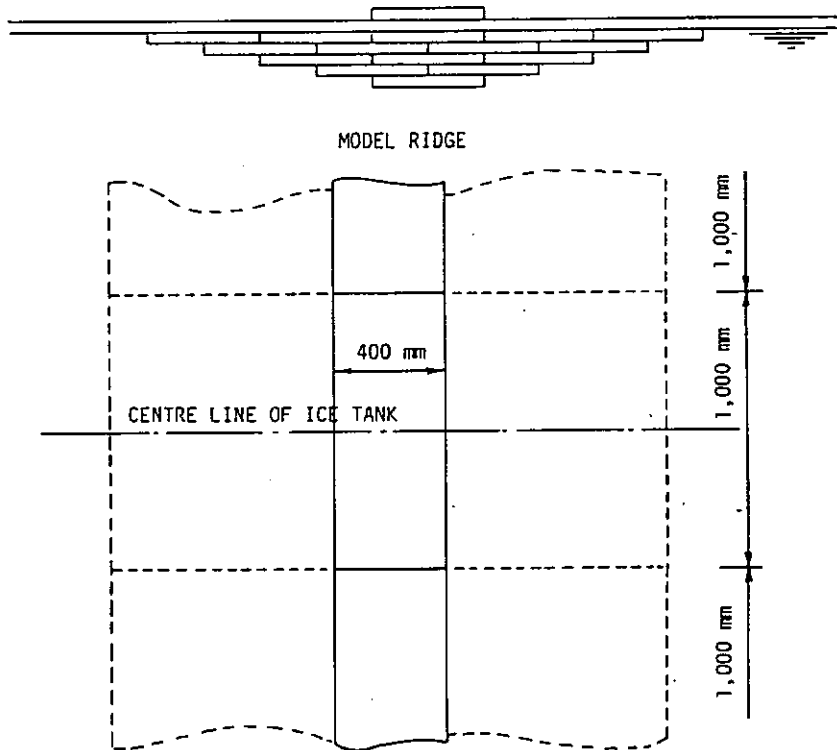 MODEL RIDGE
1,000 mm
400 mm
1,000 mm
CENTRE LINE OF ICE TANK
1,000 mm